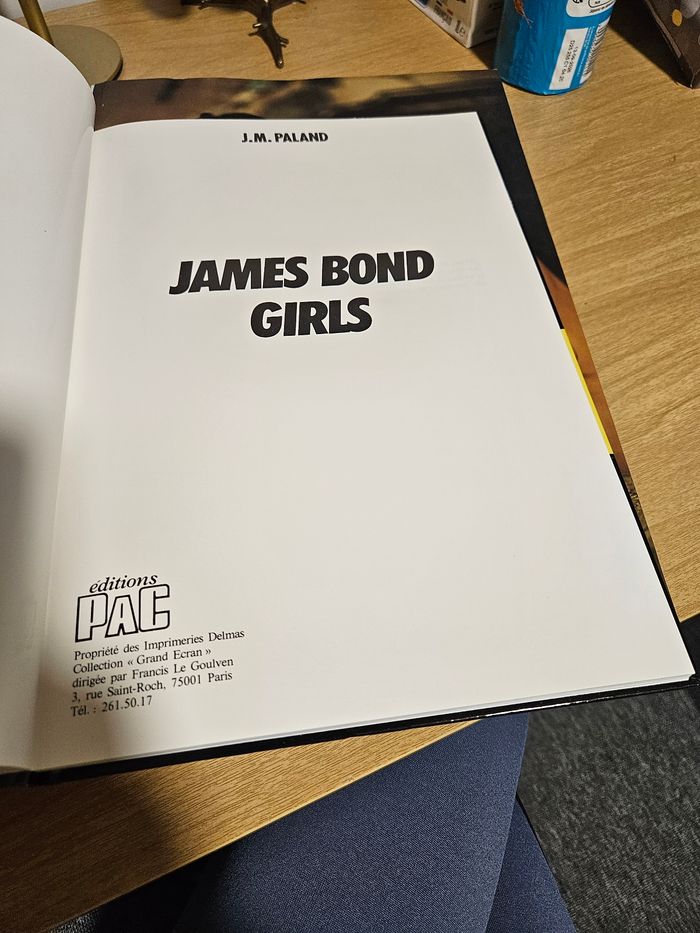 J.M. PALAND
JAMES BOND
GIRLS
éditions
PAC
Propriété des Imprimeries Delmas
Collection « Grand Ecran »
dirigée par Francis Le Goulven
3, rue Saint-Roch, 75001 Paris
Tél. : 261.50.17